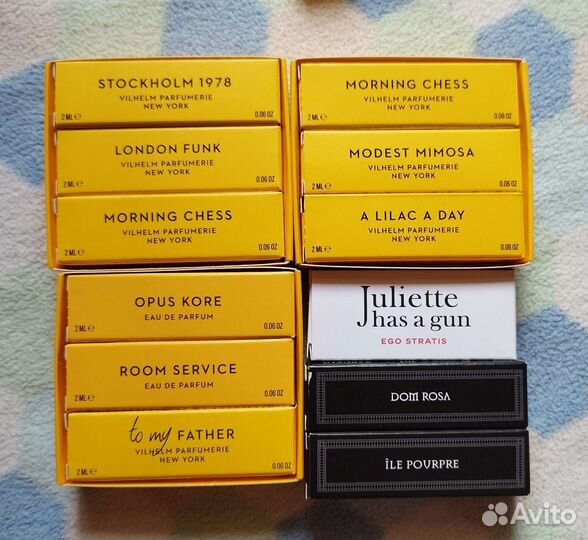 STOCKHOLM 1978
VILHELM PARFUMERIE
NEW YORK
2 ML ℮
0.06 OZ
LONDON FUNK
VILHELM PARFUMERIE
NEW YORK
2 ML ℮
0.06 OZ
MORNING CHESS
VILHELM PARFUMERIE
NEW YORK
2 ML ℮
0.06 OZ
MORNING CHESS
VILHELM PARFUMERIE
NEW YORK
2 ML ℮
0.06 OZ
MODEST MIMOSA
VILHELM PARFUMERIE
NEW YORK
2 ML ℮
0.06 OZ
A LILAC A DAY
VILHELM PARFUMERIE
NEW YORK
2 ML ℮
0.06 OZ
OPUS KORE
EAU DE PARFUM
2 ML ℮
0.06 OZ
ROOM SERVICE
EAU DE PARFUM
2 ML ℮
0.06 OZ
to my FATHER
VILHELM PARFUMERIE
NEW YORK
2 ML ℮
0.06 OZ
Juliette
has a gun
EGO STRATIS
DOM ROSA
ÎLE POURPRE
Avito